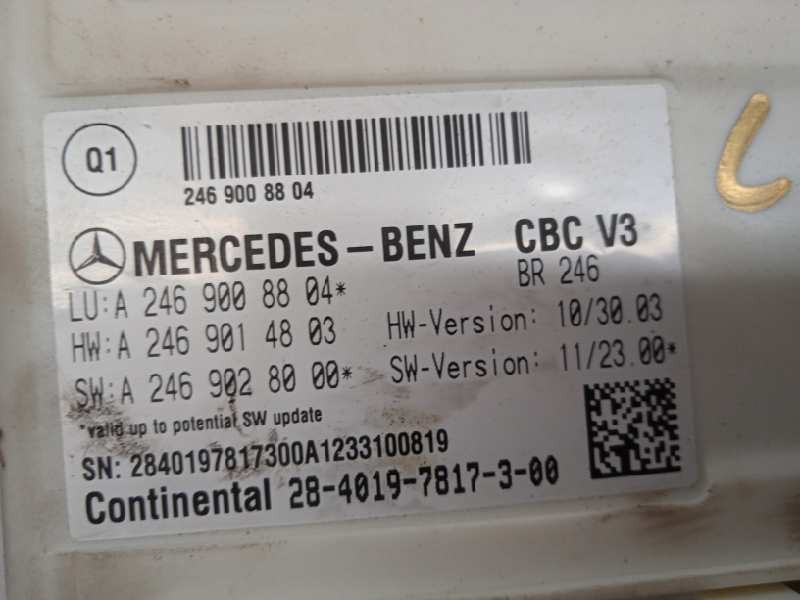 Q1
246 900 88 04
MERCEDES-BENZ CBC V3
BR 246
LU: A 246 900 88 04*
HW: A 246 901 48 03 HW-Version: 10/30.03
SW: A 246 902 80 00* SW-Version: 11/23.00*
*valid up to potential SW update
SN: 2840197817300A1233100819
Continental 28-4019-7817-3-00